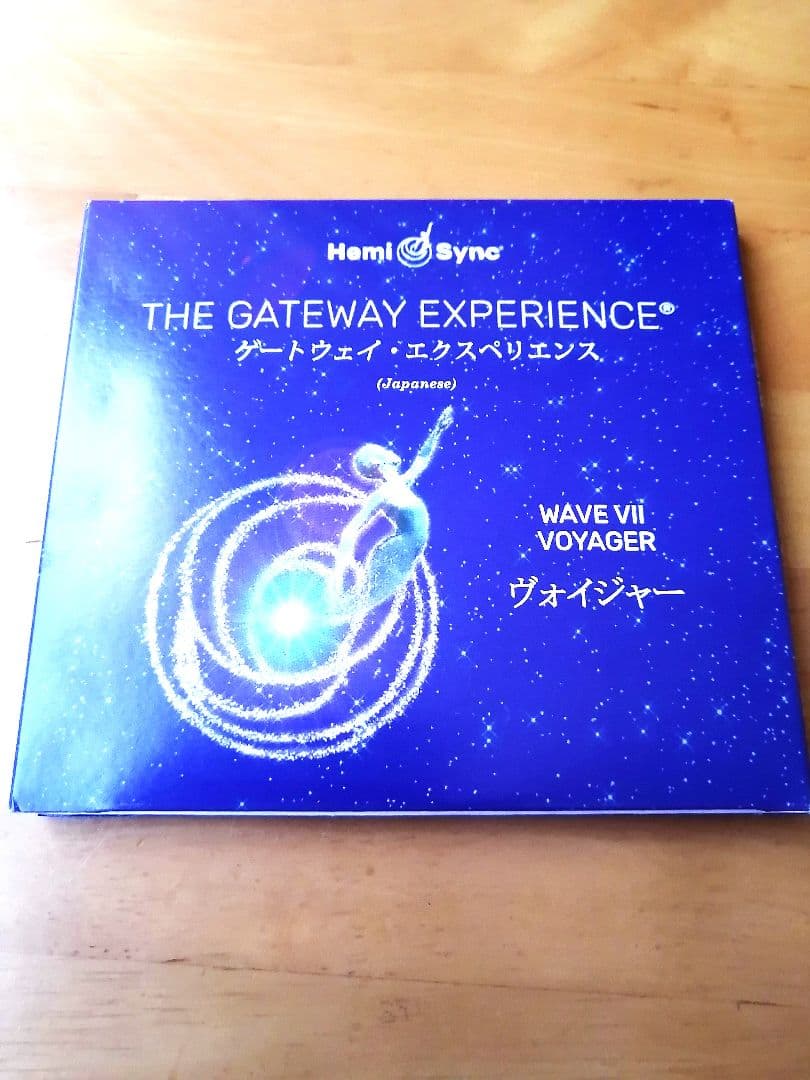 Hemi Sync®
THE GATEWAY EXPERIENCE®
ゲートウェイ・エクスペリエンス
(Japanese)
WAVE VII
VOYAGER
ヴォイジャー